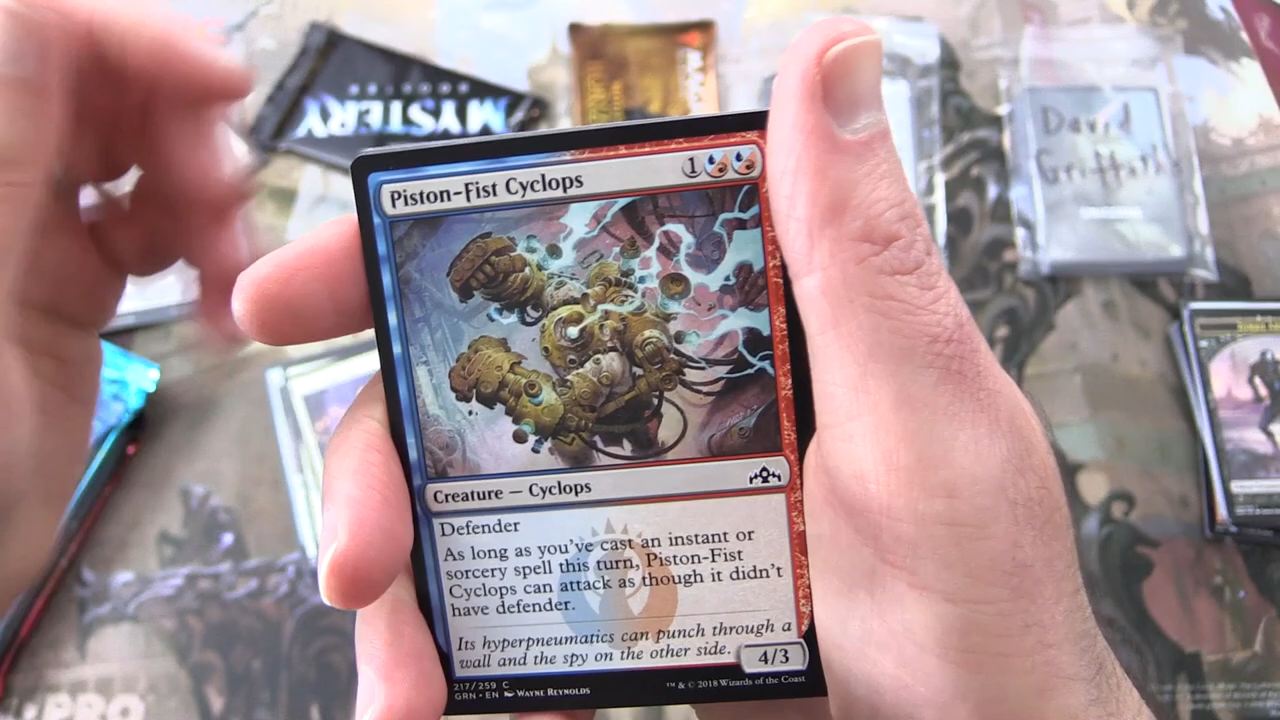 MYSTERY
BOOSTER
David
Piston-Fist Cyclops
1
Creature — Cyclops
Defender
As long as you've cast an instant or
sorcery spell this turn, Piston-Fist
Cyclops can attack as though it didn't
have defender.
Its hyperpneumatics can punch through a
wall and the spy on the other side.
4/3
217/259 C
GRN • EN WAYNE REYNOLDS
™ & © 2018 Wizards of the Coast
PRO